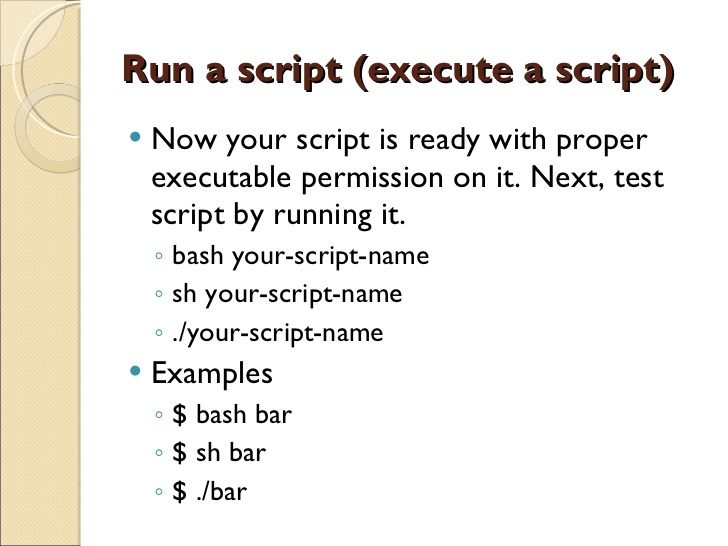 Run a script (execute a script)
• Now your script is ready with proper
executable permission on it. Next, test
script by running it.
◦ bash your-script-name
◦ sh your-script-name
◦ ./your-script-name
• Examples
◦ $ bash bar
◦ $ sh bar
◦ $ ./bar